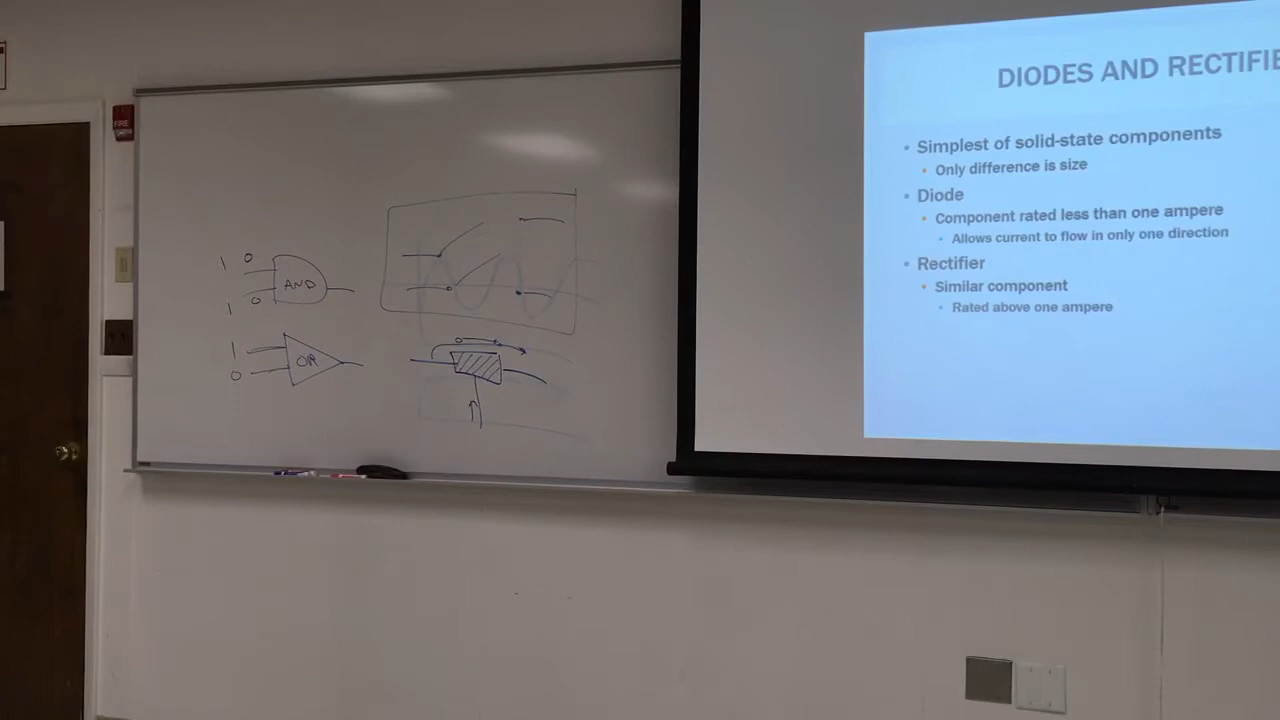 FIRE
1 0
AND
1 0
1
OR
0
DIODES AND RECTIFIE
• Simplest of solid-state components
• Only difference is size
• Diode
• Component rated less than one ampere
• Allows current to flow in only one direction
• Rectifier
• Similar component
• Rated above one ampere